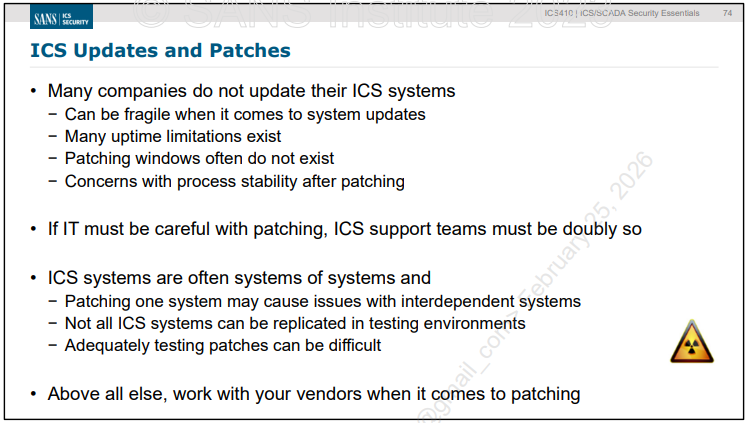 © SANS Institute 2026
SANS | ICS SECURITY
ICS410 | ICS/SCADA Security Essentials 74
ICS Updates and Patches
• Many companies do not update their ICS systems
− Can be fragile when it comes to system updates
− Many uptime limitations exist
− Patching windows often do not exist
− Concerns with process stability after patching
• If IT must be careful with patching, ICS support teams must be doubly so
• ICS systems are often systems of systems and
− Patching one system may cause issues with interdependent systems
− Not all ICS systems can be replicated in testing environments
− Adequately testing patches can be difficult
• Above all else, work with your vendors when it comes to patching
@gmail_com> February 25, 2026